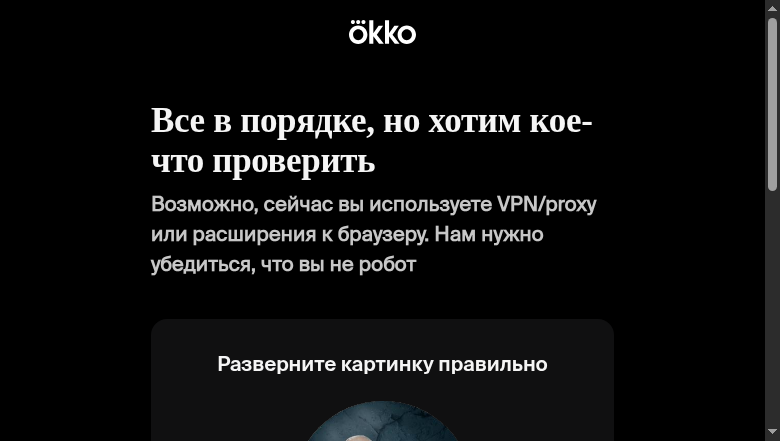 ökko
Все в порядке, но хотим кое-
что проверить
Возможно, сейчас вы используете VPN/proxy
или расширения к браузеру. Нам нужно
убедиться, что вы не робот
Разверните картинку правильно